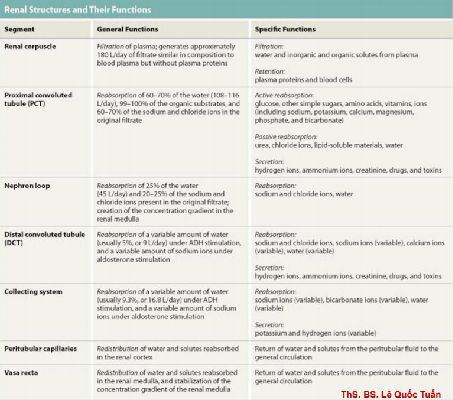 Renal Structures and Their Functions
Segment
General Functions
Specific Functions
Renal corpuscle
Filtration of plasma; generates approximately
180 L/day of filtrate similar in composition to
blood plasma but without plasma proteins
Filtration:
water and inorganic and organic solutes from plasma
Retention:
plasma proteins and blood cells
Proximal convoluted
tubule (PCT)
Reabsorption of 60–70% of the water (108–116
L/day), 99–100% of the organic substrates, and
60–70% of the sodium and chloride ions in the
original filtrate
Active reabsorption:
glucose, other simple sugars, amino acids, vitamins, ions
(including sodium, potassium, calcium, magnesium,
phosphate, and bicarbonate)
Passive reabsorption:
urea, chloride ions, lipid-soluble materials, water
Secretion:
hydrogen ions, ammonium ions, creatinine, drugs, and toxins
Nephron loop
Reabsorption of 25% of the water
(45 L/day) and 20–25% of the sodium and
chloride ions present in the original filtrate;
creation of the concentration gradient in the
renal medulla
Reabsorption:
sodium and chloride ions, water
Distal convoluted tubule
(DCT)
Reabsorption of a variable amount of water
(usually 5%, or 9 L/day) under ADH stimulation,
and a variable amount of sodium ions under
aldosterone stimulation
Reabsorption:
sodium and chloride ions, sodium ions (variable), calcium ions
(variable), water (variable)
Secretion:
hydrogen ions, ammonium ions, creatinine, drugs, and toxins
Collecting system
Reabsorption of a variable amount of water
(usually 9.3%, or 16.8 L/day) under ADH
stimulation, and a variable amount of sodium
ions under aldosterone stimulation
Reabsorption:
sodium ions (variable), bicarbonate ions (variable), water
(variable)
Secretion:
potassium and hydrogen ions (variable)
Peritubular capillaries
Redistribution of water and solutes reabsorbed
in the renal cortex
Return of water and solutes from the peritubular fluid to the
general circulation
Vasa recta
Redistribution of water and solutes reabsorbed
in the renal medulla, and stabilization of the
concentration gradient of the renal medulla
Return of water and solutes from the peritubular fluid to the
general circulation
ThS. BS. Lê Quốc Tuấn